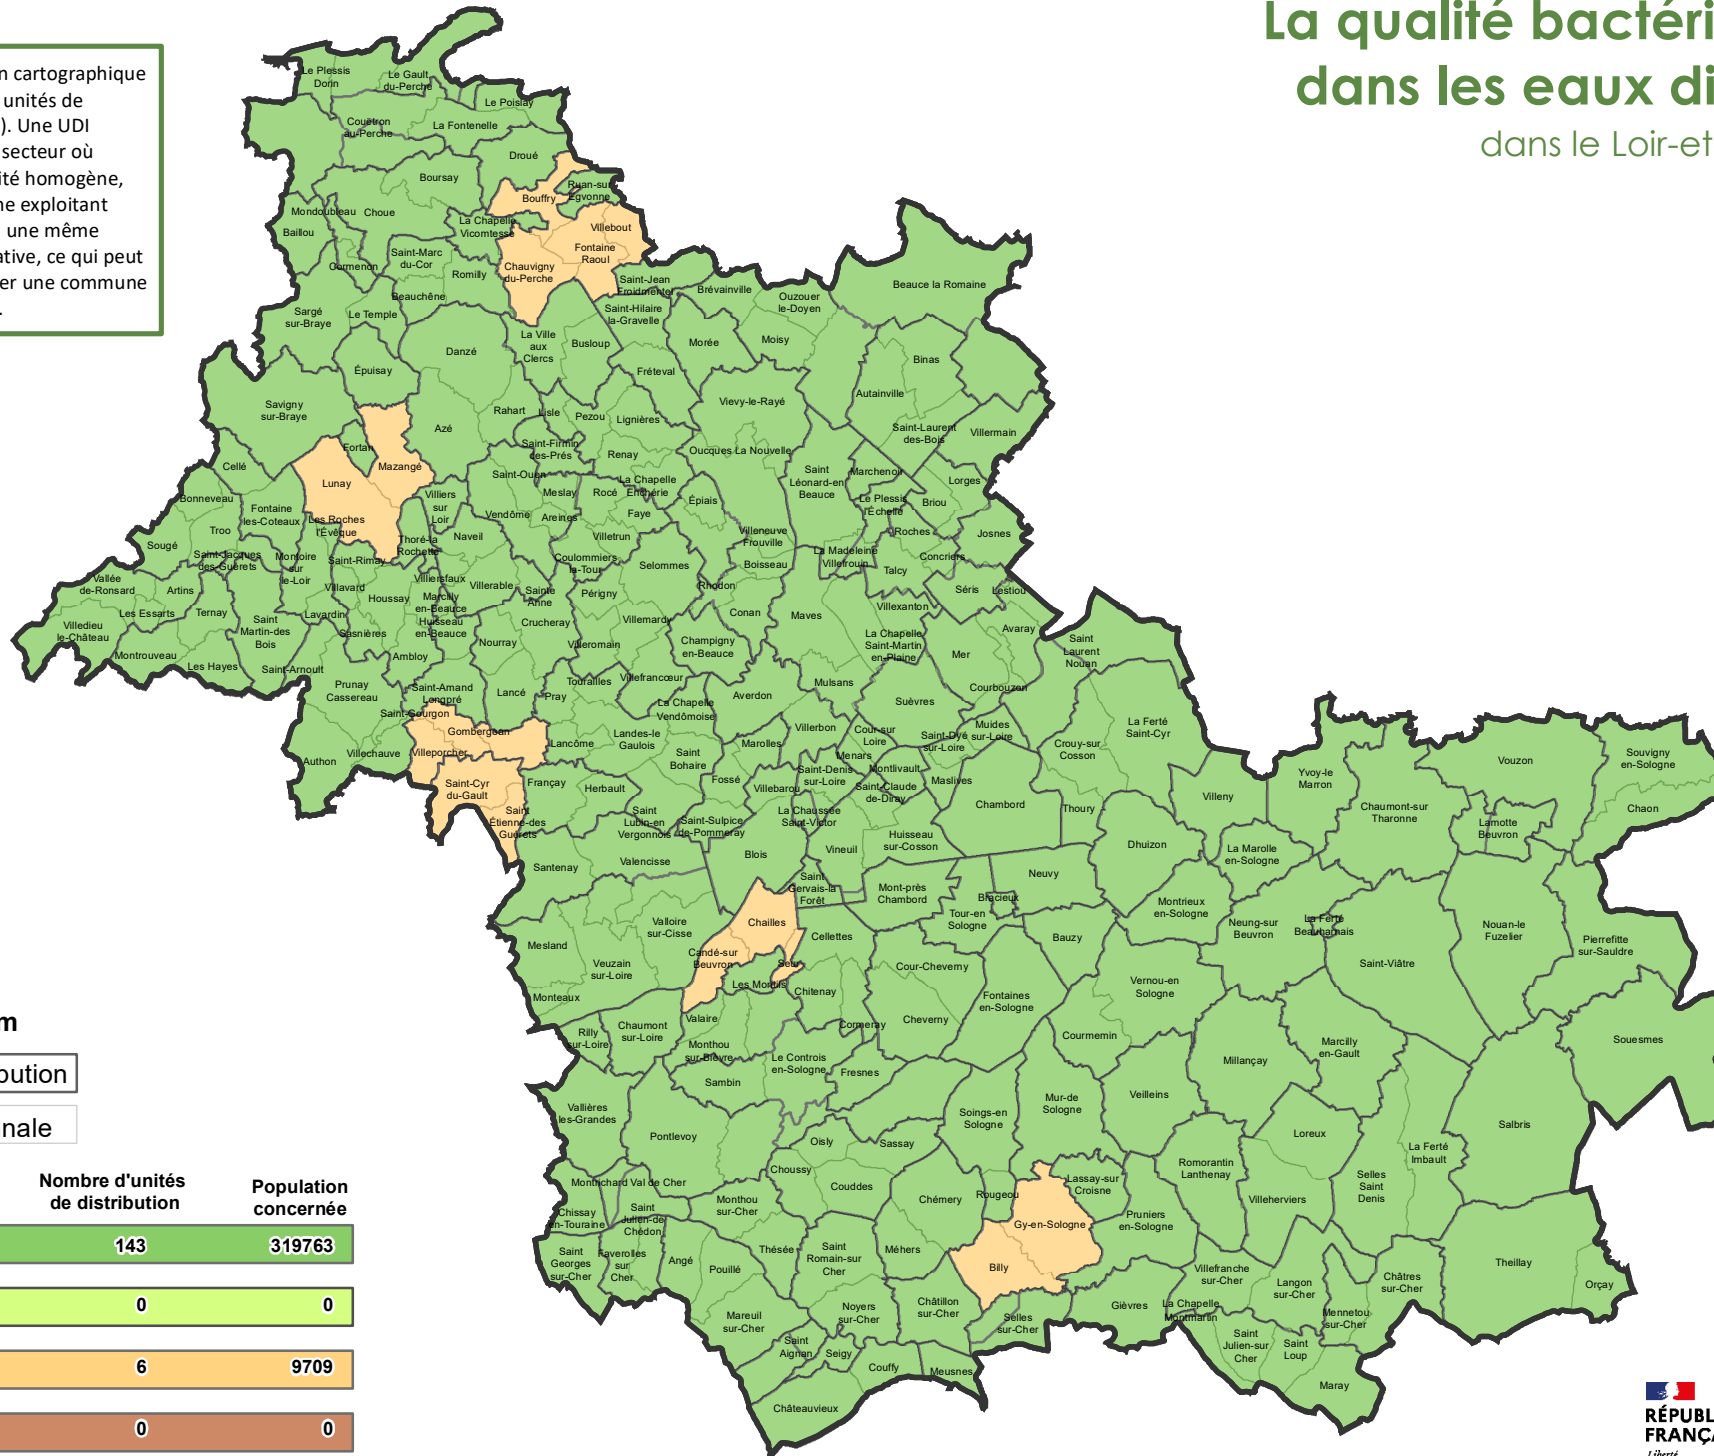 La qualité bactéri
dans les eaux di
dans le Loir-et
n cartographique
unités de
). Une UDI
secteur où
ité homogène,
ne exploitant
une même
ative, ce qui peut
er une commune
.
Le Plessis
Dorin
Le Gault
du-Perche
Le Poislay
Couëtron
au-Perche
La Fontenelle
Droué
Boursay
Bouffry
Ruan-sur
Egvonne
Mondoubleau
Choue
La Chapelle
Vicomtesse
Villebout
Baillou
Fontaine
Raoul
Saint-Marc
du-Cor
Cormenon
Romilly
Chauvigny
du-Perche
Saint-Jean
Froidmentel
Brévainville
Ouzouer
le-Doyen
Beauce la Romaine
Beauchêne
Sargé
sur-Braye
Le Temple
Saint-Hilaire
la-Gravelle
La Ville
aux
Clercs
Busloup
Morée
Moisy
Danzé
Binas
Épuisay
Fréteval
Autainville
Savigny
sur-Braye
Vievy-le-Rayé
Rahart
Lisle
Pezou
Lignières
Azé
Saint-Laurent
des-Bois
Villermain
Fortan
Saint-Firmin
des-Prés
Renay
Oucques La Nouvelle
Cellé
Mazangé
Saint-Ouen
Saint
Léonard-en
Beauce
Marchenoir
Lorges
Lunay
La Chapelle
Enchérie
Bonneveau
Villiers
sur
Loir
Meslay
Rocé
Épiais
Le Plessis
l'Échelle
Briou
Fontaine
les-Coteaux
Les Roches
l'Évêque
Vendôme
Areines
Faye
Troo
Naveil
Villetrun
Villeneuve
Frouville
Roches
Josnes
Sougé
Thoré-la
Rochette
Saint-Jacques
des-Guérets
Montoire
sur
le-Loir
Saint-Rimay
Coulommiers
la-Tour
Selommes
Boisseau
La Madeleine
Villefrouin
Concriers
Talcy
Vallée
de-Ronsard
Artins
Villavard
Houssay
Villiersfaux
Villerable
Sainte
Anne
Périgny
Rhodon
Séris
Lestiou
Les Essarts
Ternay
Lavardin
Marcilly
en-Beauce
Villexanton
Villedieu
le-Château
Saint
Martin-des
Bois
Sasnières
Huisseau
en-Beauce
Crucheray
Villemardy
Conan
Maves
Avaray
Montrouveau
Les Hayes
Saint-Arnoult
Ambloy
Nourray
Villeromain
Champigny
en-Beauce
La Chapelle
Saint-Martin
en-Plaine
Mer
Saint
Laurent
Nouan
Prunay
Cassereau
Saint-Amand
Longpré
Lancé
Pray
Tourailles
Villefrancœur
Averdon
Mulsans
Suèvres
Courbouzon
Saint-Gourgon
Gombergean
La Chapelle
Vendômoise
Villerbon
Cour-sur
Loire
Saint-Dyé
sur-Loire
Muides
sur-Loire
La Ferté
Saint-Cyr
Authon
Villechauve
Villeporcher
Lancôme
Landes-le
Gaulois
Saint
Bohaire
Marolles
Menars
Crouy-sur
Cosson
Saint-Cyr
du-Gault
Françay
Herbault
Fossé
Villebarou
Saint-Denis
sur-Loire
Montlivault
Saint-Claude
de-Diray
Maslives
Chambord
Thoury
Villeny
Yvoy-le
Marron
Vouzon
Souvigny
en-Sologne
Saint
Étienne-des
Guérets
Saint
Lubin-en
Vergonnois
Saint-Sulpice
de-Pommeray
La Chaussée
Saint-Victor
Huisseau
sur-Cosson
Dhuizon
La Marolle
en-Sologne
Chaumont-sur
Tharonne
Lamotte
Beuvron
Chaon
Santenay
Valencisse
Blois
Vineuil
Saint
Gervais-la
Forêt
Mont-près
Chambord
Bracieux
Neuvy
Montrieux
en-Sologne
Mesland
Valloire
sur-Cisse
Chailles
Cellettes
Tour-en
Sologne
Bauzy
Neung-sur
Beuvron
La Ferté
Beauharnais
Nouan-le
Fuzelier
Pierrefitte
sur-Sauldre
Veuzain
sur-Loire
Candé-sur
Beuvron
Seur
Les Montils
Chitenay
Cour-Cheverny
Fontaines
en-Sologne
Vernou-en
Sologne
Saint-Viâtre
Monteaux
Rilly
sur-Loire
Chaumont
sur-Loire
Valaire
Monthou
sur-Bièvre
Cormeray
Cheverny
Courmemin
Millançay
Marcilly
en-Gault
Souesmes
Sambin
Le Controis
en-Sologne
Fresnes
Vallières
les-Grandes
Pontlevoy
Oisly
Sassay
Soings-en
Sologne
Mur-de
Sologne
Veilleins
Loreux
La Ferté
Imbault
Salbris
Montrichard Val de Cher
Choussy
Couddes
Chémery
Rougeou
Lassay-sur
Croisne
Romorantin
Lanthenay
Villeherviers
Selles
Saint
Denis
Chissay
en-Touraine
Saint
Julien-de
Chédon
Monthou
sur-Cher
Gy-en-Sologne
Pruniers
en-Sologne
Saint
Georges
sur-Cher
Faverolles
sur
Cher
Angé
Pouillé
Thésée
Saint
Romain-sur
Cher
Méhers
Billy
Villefranche
sur-Cher
Langon
sur-Cher
Châtres
sur-Cher
Theillay
Orçay
Mareuil
sur-Cher
Noyers
sur-Cher
Châtillon
sur-Cher
Selles
sur-Cher
Gièvres
La Chapelle
Montmartin
Mennetou
sur-Cher
Saint
Aignan
Seigy
Couffy
Meusnes
Saint
Julien-sur
Cher
Saint
Loup
Maray
Châteauvieux
m
bution
nale
Nombre d'unités
de distribution
Population
concernée
143 319763
0 0
6 9709
0 0
RÉPUBL
FRANÇA
Liberté